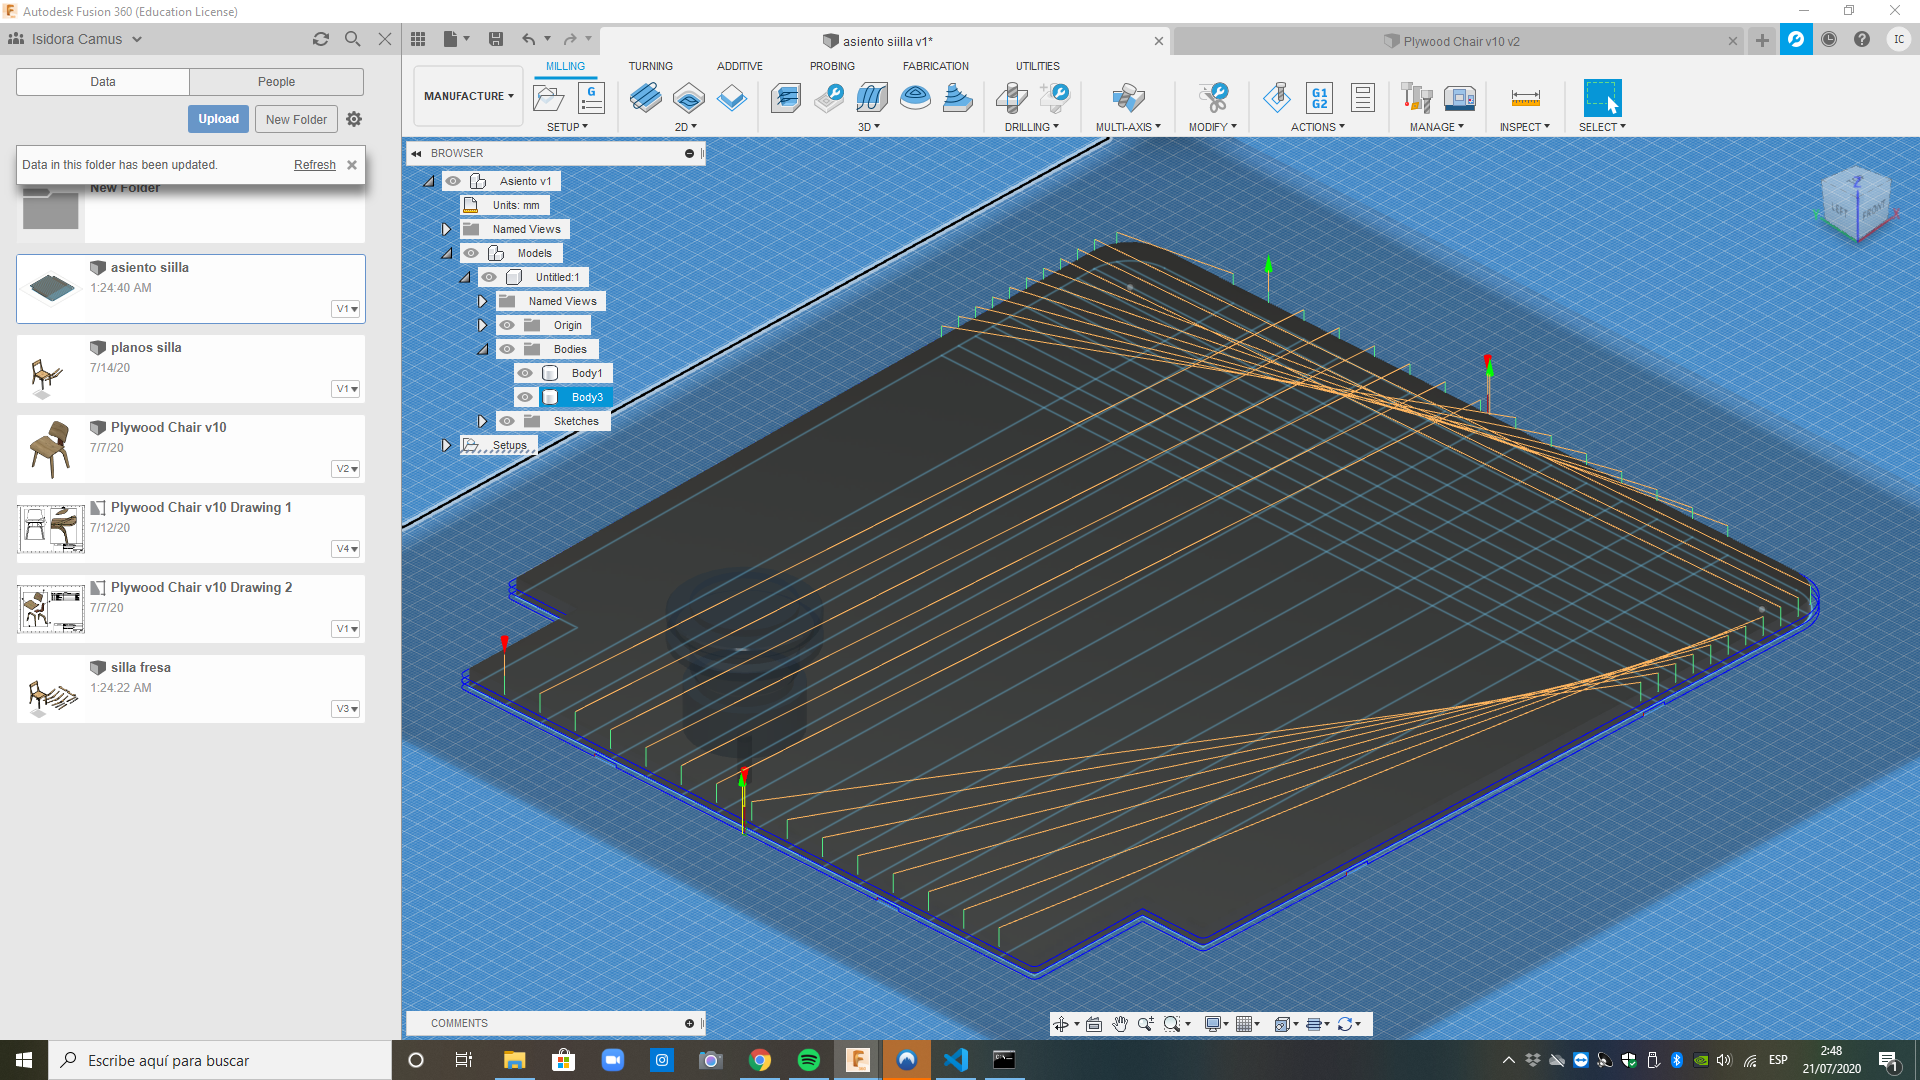 Autodesk Fusion 360 (Education License)
Isidora Camus
asiento siilla v1*
Plywood Chair v10 v2
IC
Data
People
Upload
New Folder
Data in this folder has been updated.
Refresh
New Folder
asiento siilla
1:24:40 AM
V1
planos silla
7/14/20
V1
Plywood Chair v10
7/7/20
V2
Plywood Chair v10 Drawing 1
7/12/20
V4
Plywood Chair v10 Drawing 2
7/7/20
V1
silla fresa
1:24:22 AM
V3
MILLING
TURNING
ADDITIVE
PROBING
FABRICATION
UTILITIES
MANUFACTURE
G
G1
G2
SETUP
2D
3D
DRILLING
MULTI-AXIS
MODIFY
ACTIONS
MANAGE
INSPECT
SELECT
BROWSER
Asiento v1
Units: mm
Named Views
Models
Untitled:1
Named Views
Origin
Bodies
Body1
Body3
Sketches
Setups
Z
LEFT
FRONT
COMMENTS
Escribe aquí para buscar
ESP
2:48
21/07/2020
1